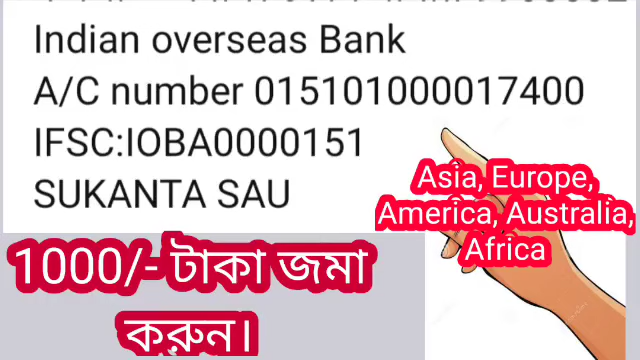 Indian overseas Bank
A/C number 015101000017400
IFSC:IOBA0000151
SUKANTA SAU
Asia, Europe,
America, Australia,
Africa
1000/- টাকা জমা
করুন।